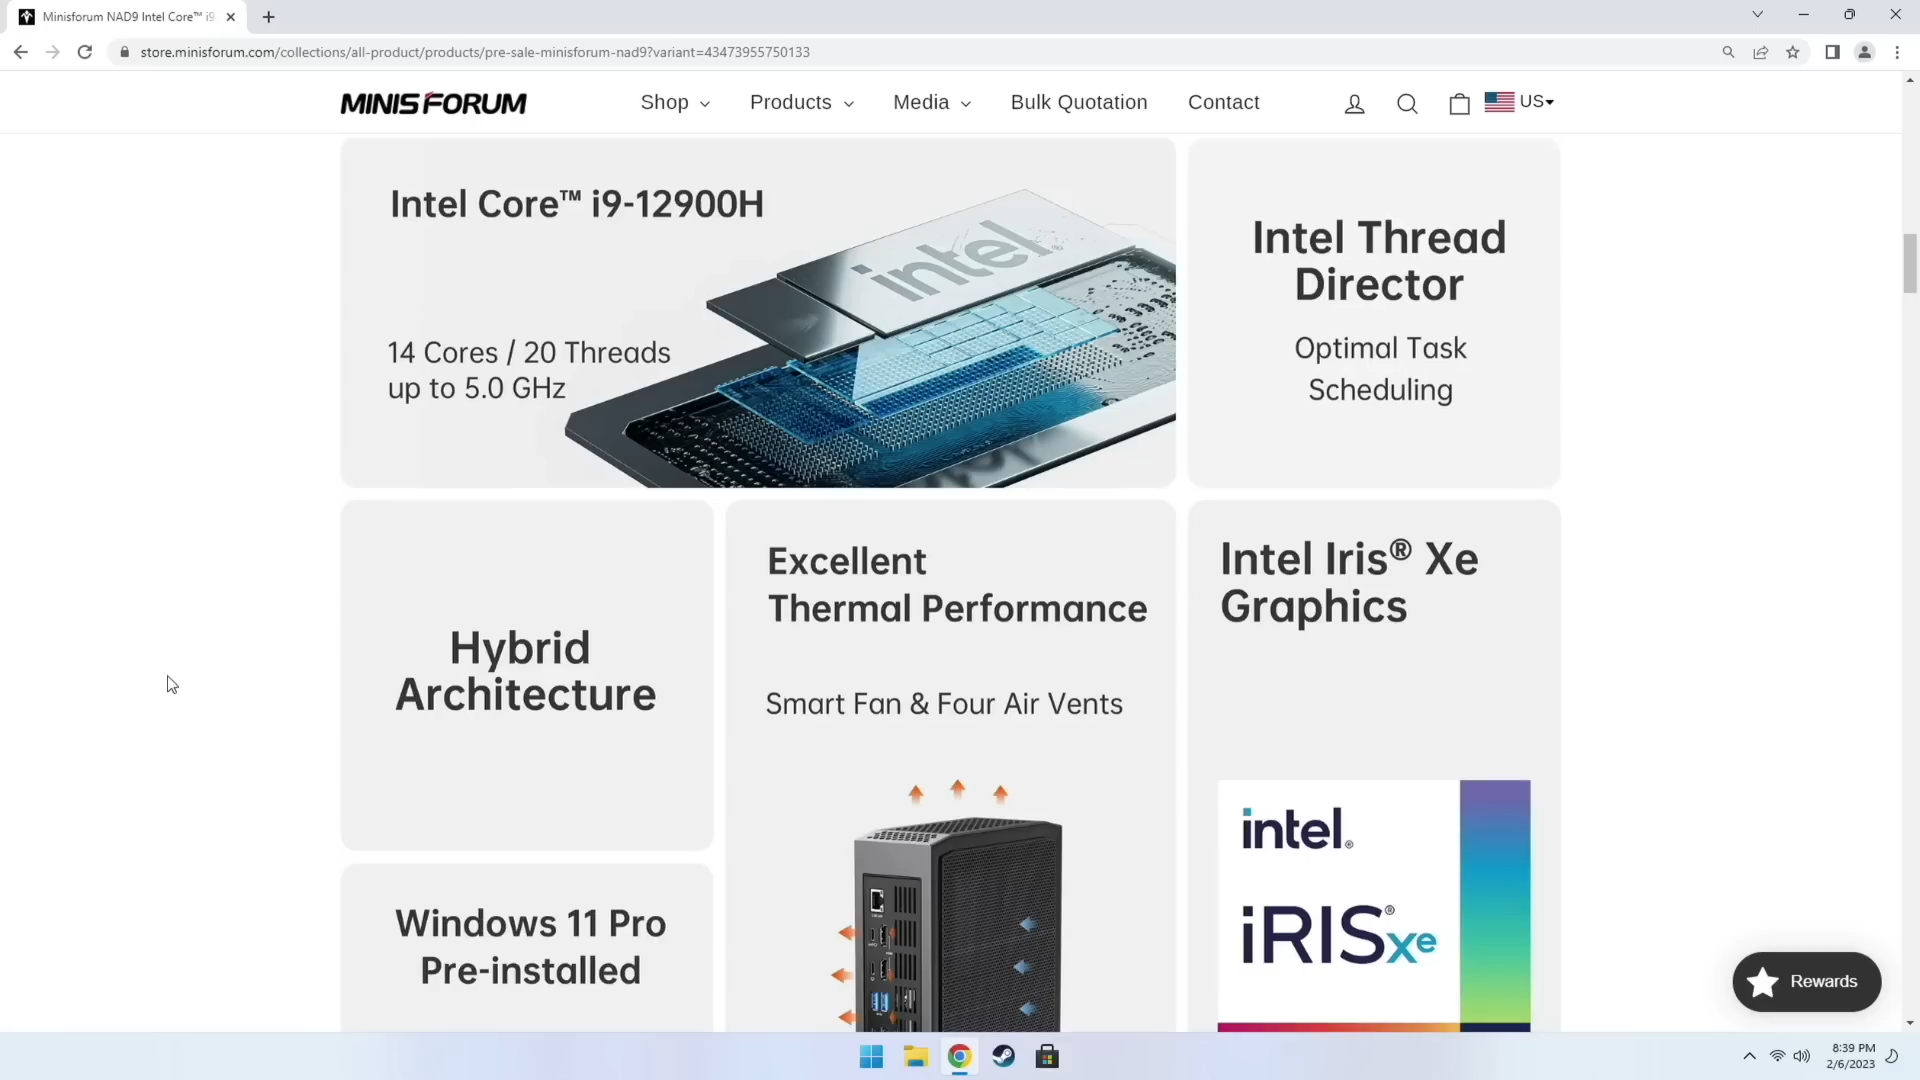 Minisforum NAD9 Intel Core™ i9
store.minisforum.com/collections/all-product/products/pre-sale-minisforum-nad9?variant=43473955750133
MINISFORUM
Shop
Products
Media
Bulk Quotation
Contact
US
Intel Core™ i9-12900H
14 Cores / 20 Threads
up to 5.0 GHz
intel.
Intel Thread
Director
Optimal Task
Scheduling
Hybrid
Architecture
Excellent
Thermal Performance
Smart Fan & Four Air Vents
Intel Iris® Xe
Graphics
intel.
iRIS® xe
Windows 11 Pro
Pre-installed
Rewards
8:39 PM
2/6/2023